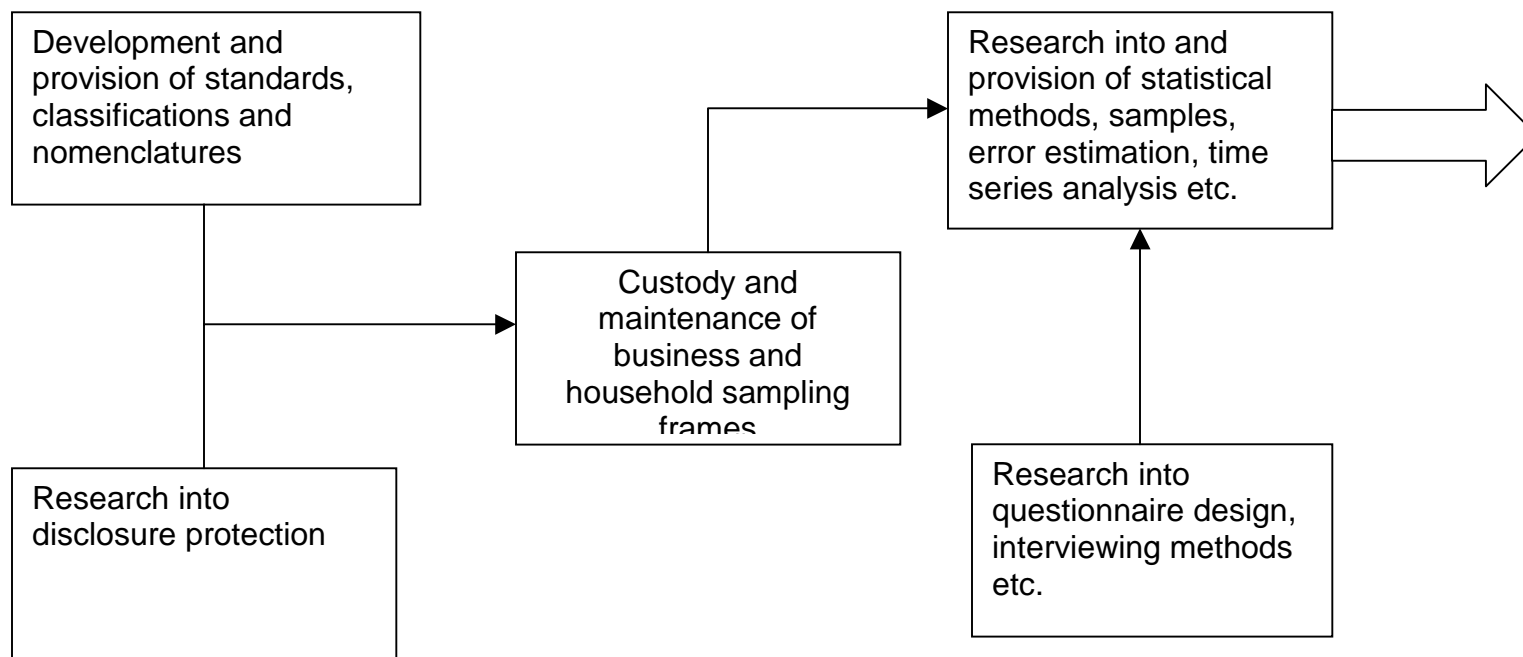 Development and
provision of standards,
classifications and
nomenclatures
Research into
disclosure protection
Custody and
maintenance of
business and
household sampling
frames
Research into and
provision of statistical
methods, samples,
error estimation, time
series analysis etc.
Research into
questionnaire design,
interviewing methods
etc.